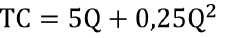 TC = 5Q + 0,25Q²